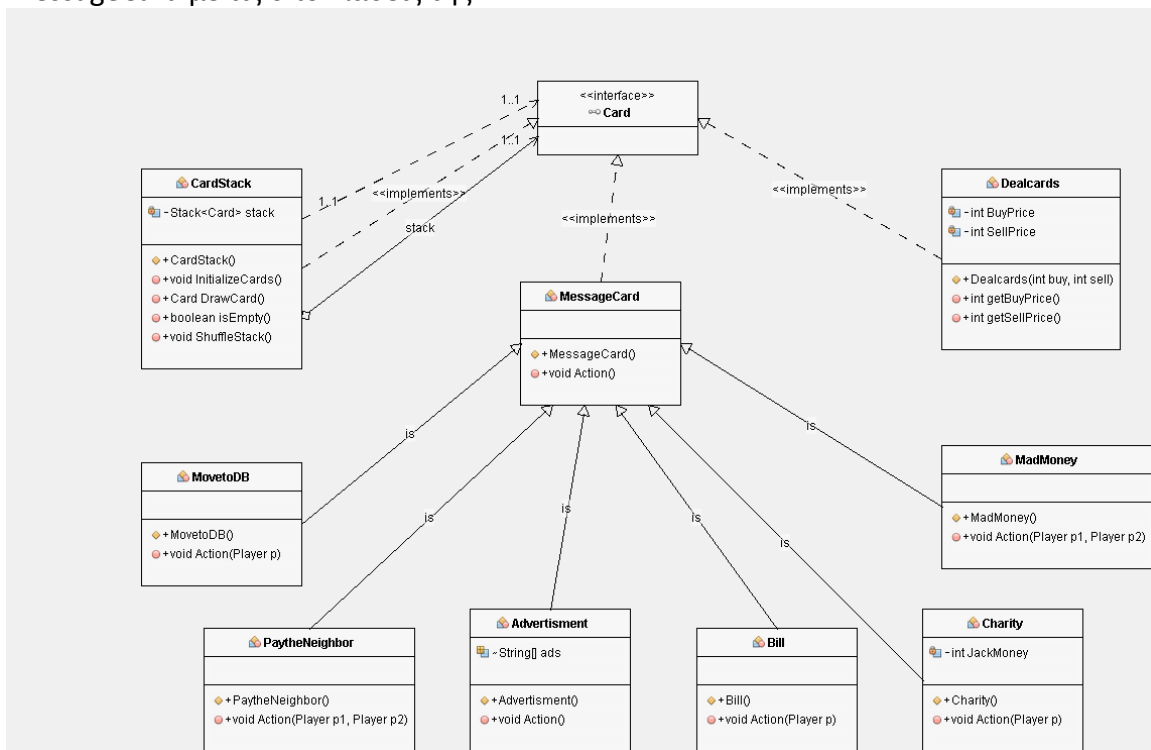 <<interface>>
Card
1..1
1..1
CardStack
-Stack<Card> stack
+CardStack()
+void InitializeCards()
+Card DrawCard()
+boolean isEmpty()
+void ShuffleStack()
1..1
<<implements>>
stack
<<implements>>
<<implements>>
Dealcards
-int BuyPrice
-int SellPrice
+Dealcards(int buy, int sell)
+int getBuyPrice()
+int getSellPrice()
MessageCard
+MessageCard()
+void Action()
is
is
is
is
is
is
MovetoDB
+MovetoDB()
+void Action(Player p)
MadMoney
+MadMoney()
+void Action(Player p1, Player p2)
PaytheNeighbor
+PaytheNeighbor()
+void Action(Player p1, Player p2)
Advertisment
~String[] ads
+Advertisment()
+void Action()
Bill
+Bill()
+void Action(Player p)
Charity
-int JackMoney
+Charity()
+void Action(Player p)